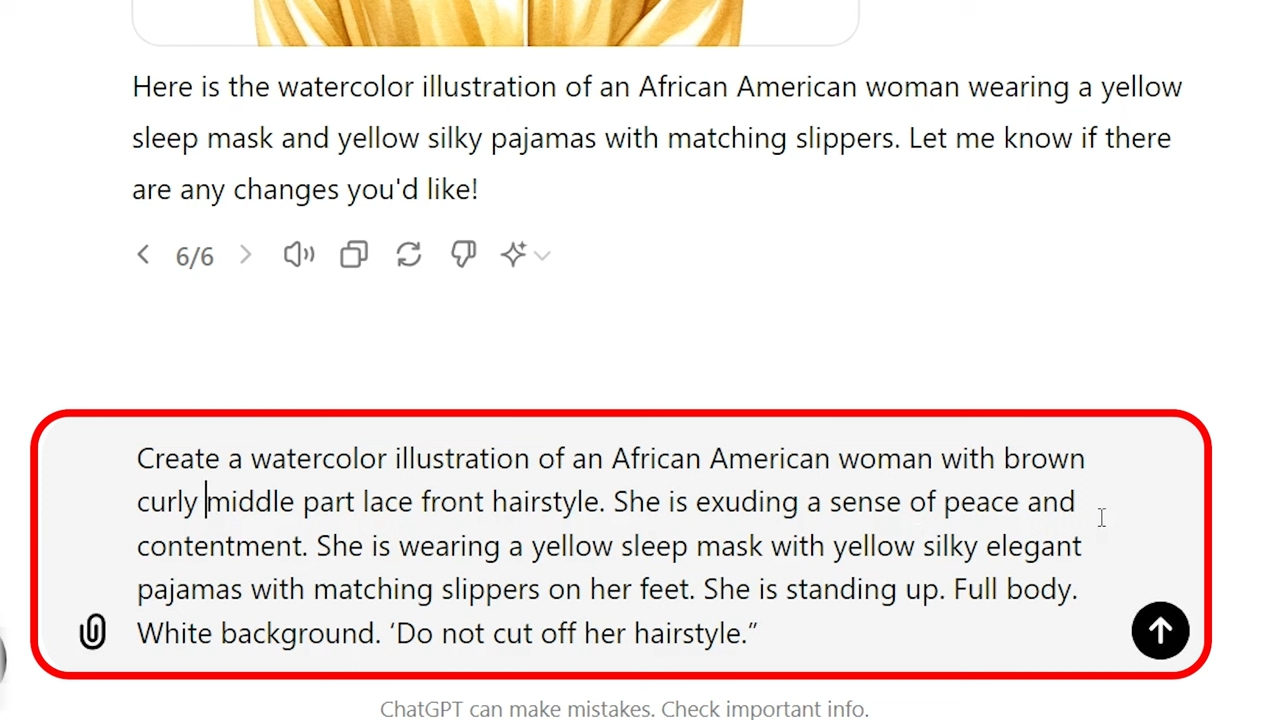 Here is the watercolor illustration of an African American woman wearing a yellow
sleep mask and yellow silky pajamas with matching slippers. Let me know if there
are any changes you'd like!
6/6
Create a watercolor illustration of an African American woman with brown
curly middle part lace front hairstyle. She is exuding a sense of peace and
contentment. She is wearing a yellow sleep mask with yellow silky elegant
pajamas with matching slippers on her feet. She is standing up. Full body.
White background. ‘Do not cut off her hairstyle.”
ChatGPT can make mistakes. Check important info.